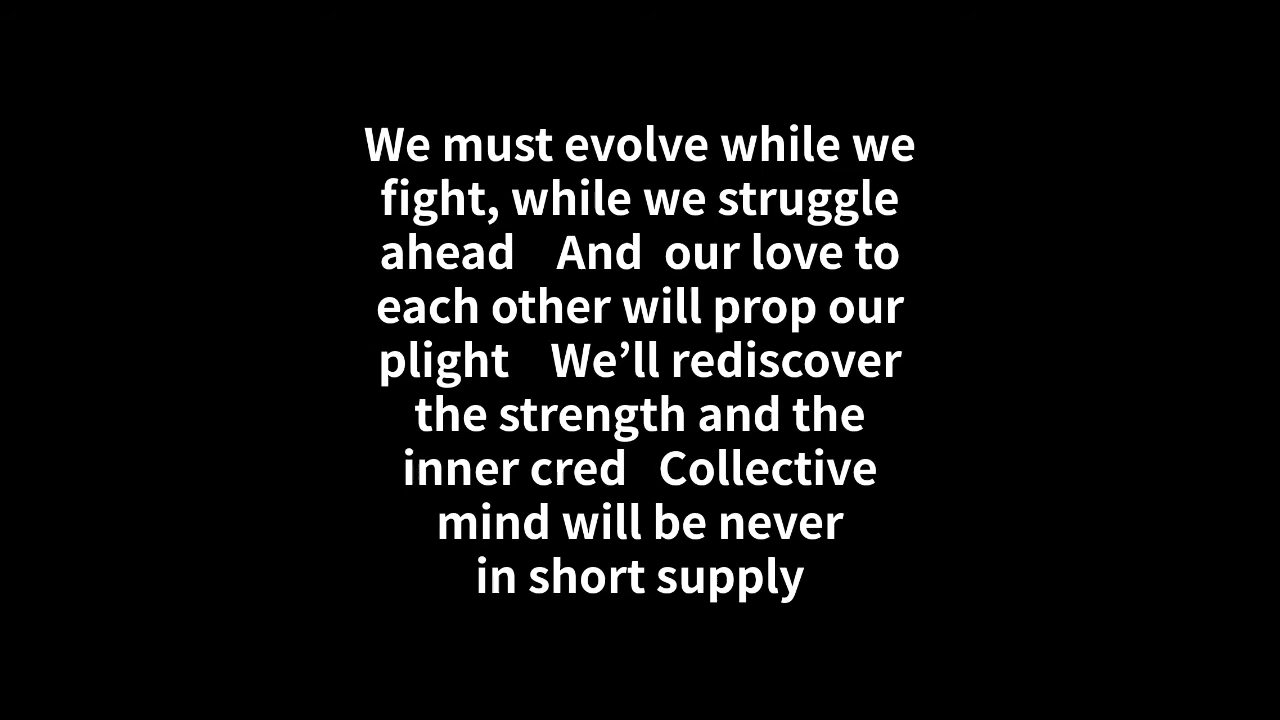 We must evolve while we
fight, while we struggle
ahead    And  our love to
each other will prop our
plight    We’ll rediscover
the strength and the
inner cred   Collective
mind will be never
in short supply